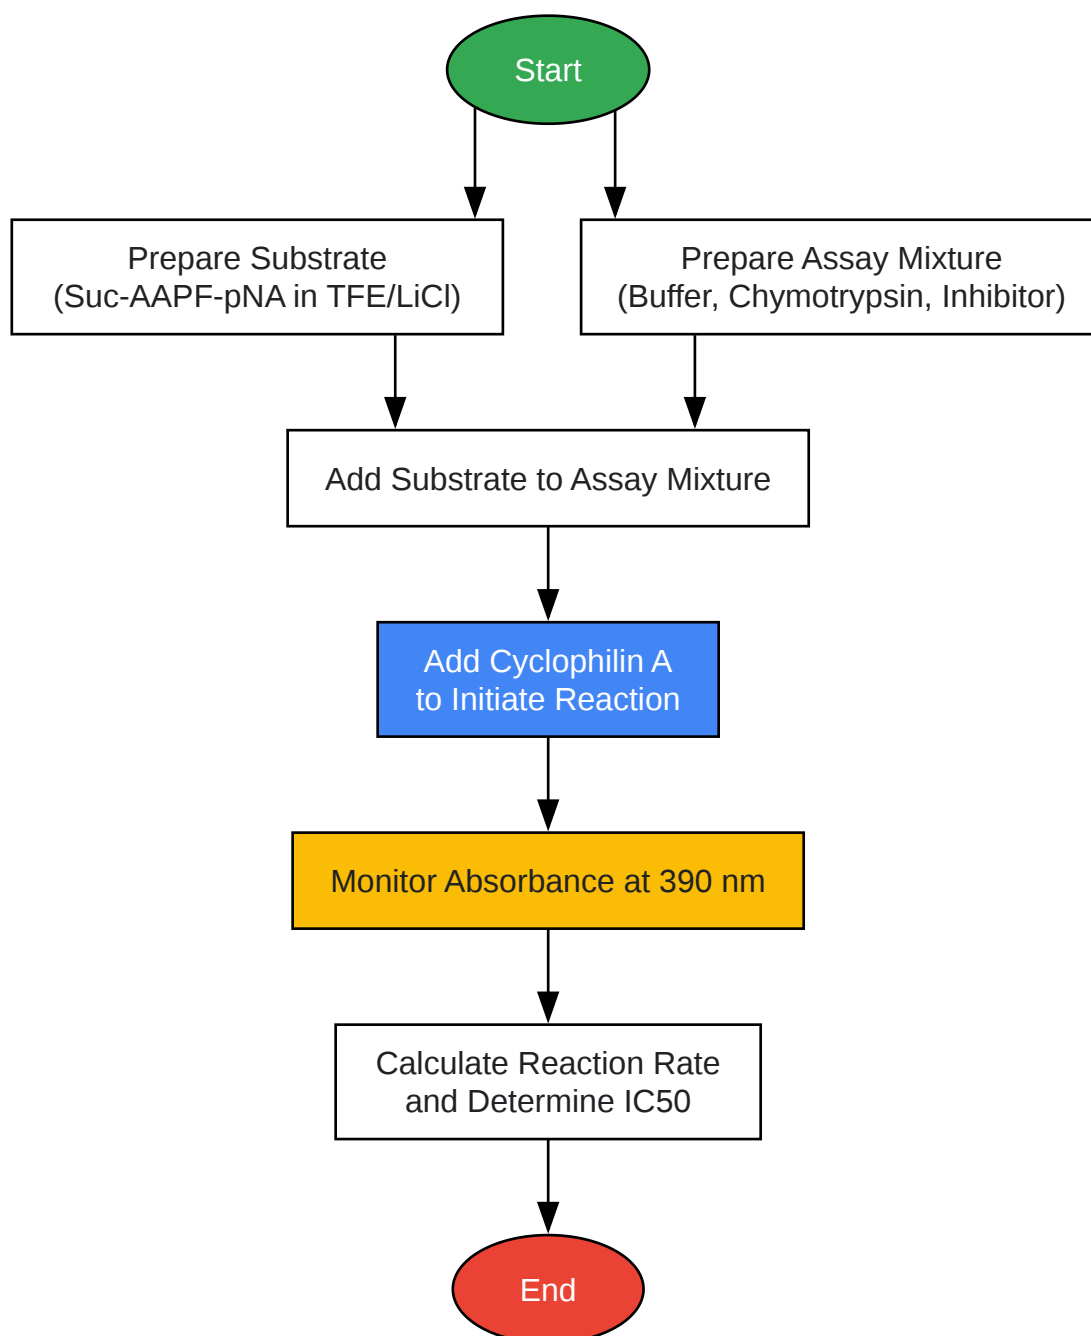 Start
Prepare Substrate
(Suc-AAPF-pNA in TFE/LiCl)
Prepare Assay Mixture
(Buffer, Chymotrypsin, Inhibitor)
Add Substrate to Assay Mixture
Add Cyclophilin A
to Initiate Reaction
Monitor Absorbance at 390 nm
Calculate Reaction Rate
and Determine IC50
End